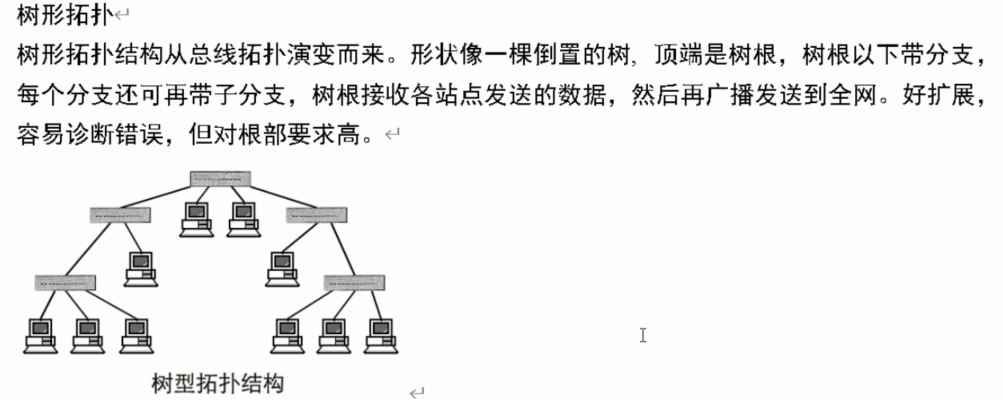 树形拓扑
树形拓扑结构从总线拓扑演变而来。形状像一棵倒置的树，顶端是树根，树根以下带分支，
每个分支还可再带子分支，树根接收各站点发送的数据，然后再广播发送到全网。好扩展，
容易诊断错误，但对根部要求高。
树型拓扑结构